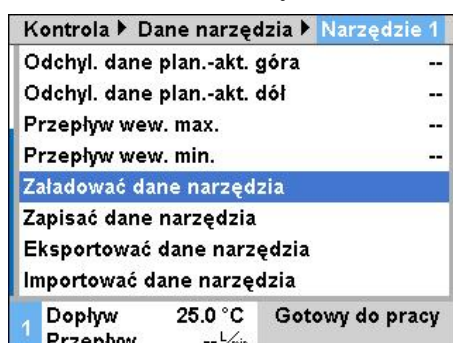 Kontrola ▶ Dane narzędzia ▶ Narzędzie 1
Odchyl. dane plan.-akt. góra --
Odchyl. dane plan.-akt. dół --
Przepływ wew. max. --
Przepływ wew. min. --
Załadować dane narzędzia
Zapisać dane narzędzia
Eksportować dane narzędzia
Importować dane narzędzia
1 Dopływ 25.0 °C Gotowy do pracy
Przepływ -- L/min